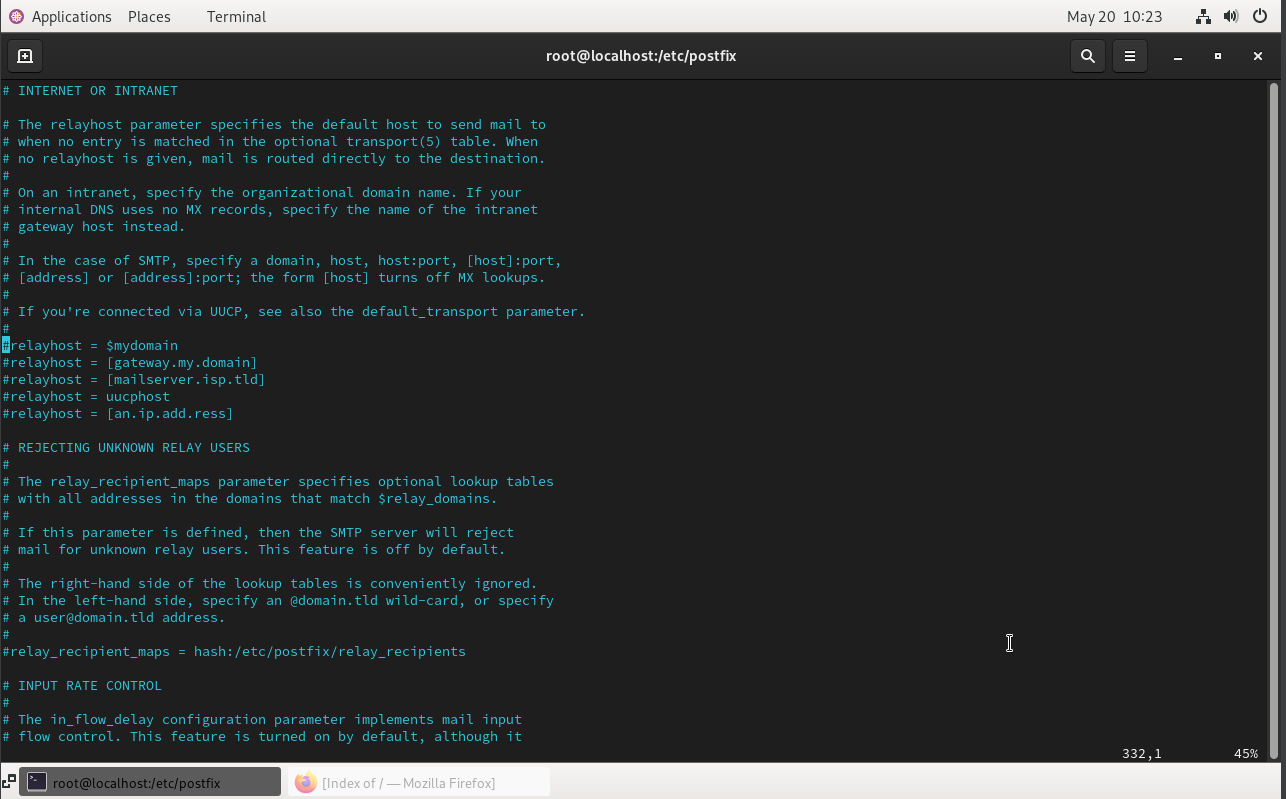 Applications Places Terminal May 20 10:23
root@localhost:/etc/postfix
# INTERNET OR INTRANET
# The relayhost parameter specifies the default host to send mail to
# when no entry is matched in the optional transport(5) table. When
# no relayhost is given, mail is routed directly to the destination.
#
# On an intranet, specify the organizational domain name. If your
# internal DNS uses no MX records, specify the name of the intranet
# gateway host instead.
#
# In the case of SMTP, specify a domain, host, host:port, [host]:port,
# [address] or [address]:port; the form [host] turns off MX lookups.
#
# If you're connected via UUCP, see also the default_transport parameter.
#
#relayhost = $mydomain
#relayhost = [gateway.my.domain]
#relayhost = [mailserver.isp.tld]
#relayhost = uucphost
#relayhost = [an.ip.add.ress]
# REJECTING UNKNOWN RELAY USERS
#
# The relay_recipient_maps parameter specifies optional lookup tables
# with all addresses in the domains that match $relay_domains.
#
# If this parameter is defined, then the SMTP server will reject
# mail for unknown relay users. This feature is off by default.
#
# The right-hand side of the lookup tables is conveniently ignored.
# In the left-hand side, specify an @domain.tld wild-card, or specify
# a user@domain.tld address.
#
#relay_recipient_maps = hash:/etc/postfix/relay_recipients
# INPUT RATE CONTROL
#
# The in_flow_delay configuration parameter implements mail input
# flow control. This feature is turned on by default, although it
332,1 45%
root@localhost:/etc/postfix [Index of / — Mozilla Firefox]